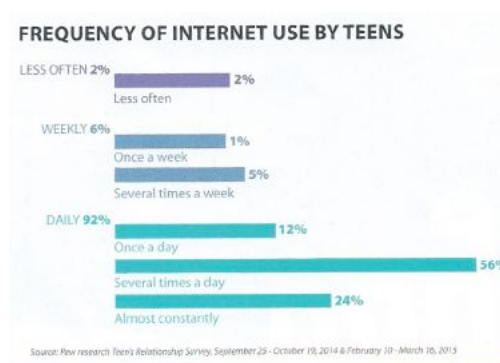 FREQUENCY OF INTERNET USE BY TEENS
LESS OFTEN 2%
2%
Less often
WEEKLY 6%
1%
Once a week
5%
Several times a week
DAILY 92%
12%
Once a day
56%
Several times a day
24%
Almost constantly
Source: Pew research Teens Relationship Survey, September 25 - October 19, 2014 & February 10 - March 16, 2015